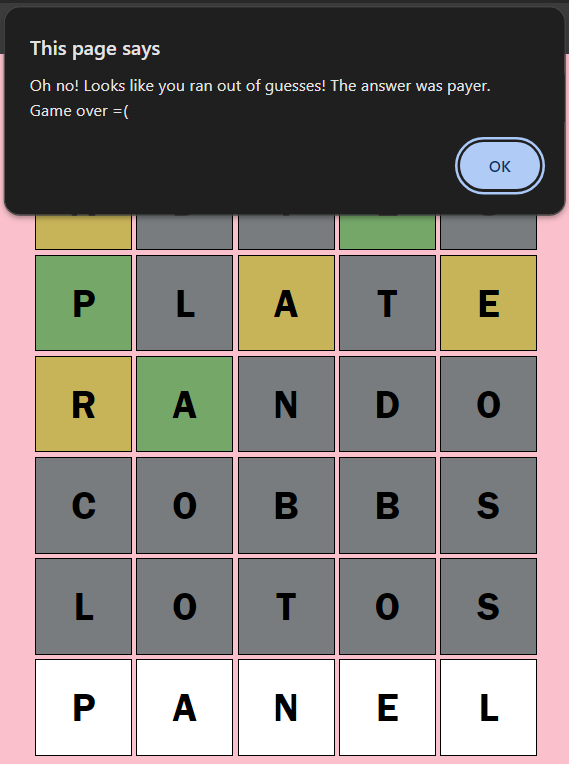 This page says
Oh no! Looks like you ran out of guesses! The answer was payer.
Game over =(
OK
P L A T E
R A N D O
C O B B S
L O T O S
P A N E L